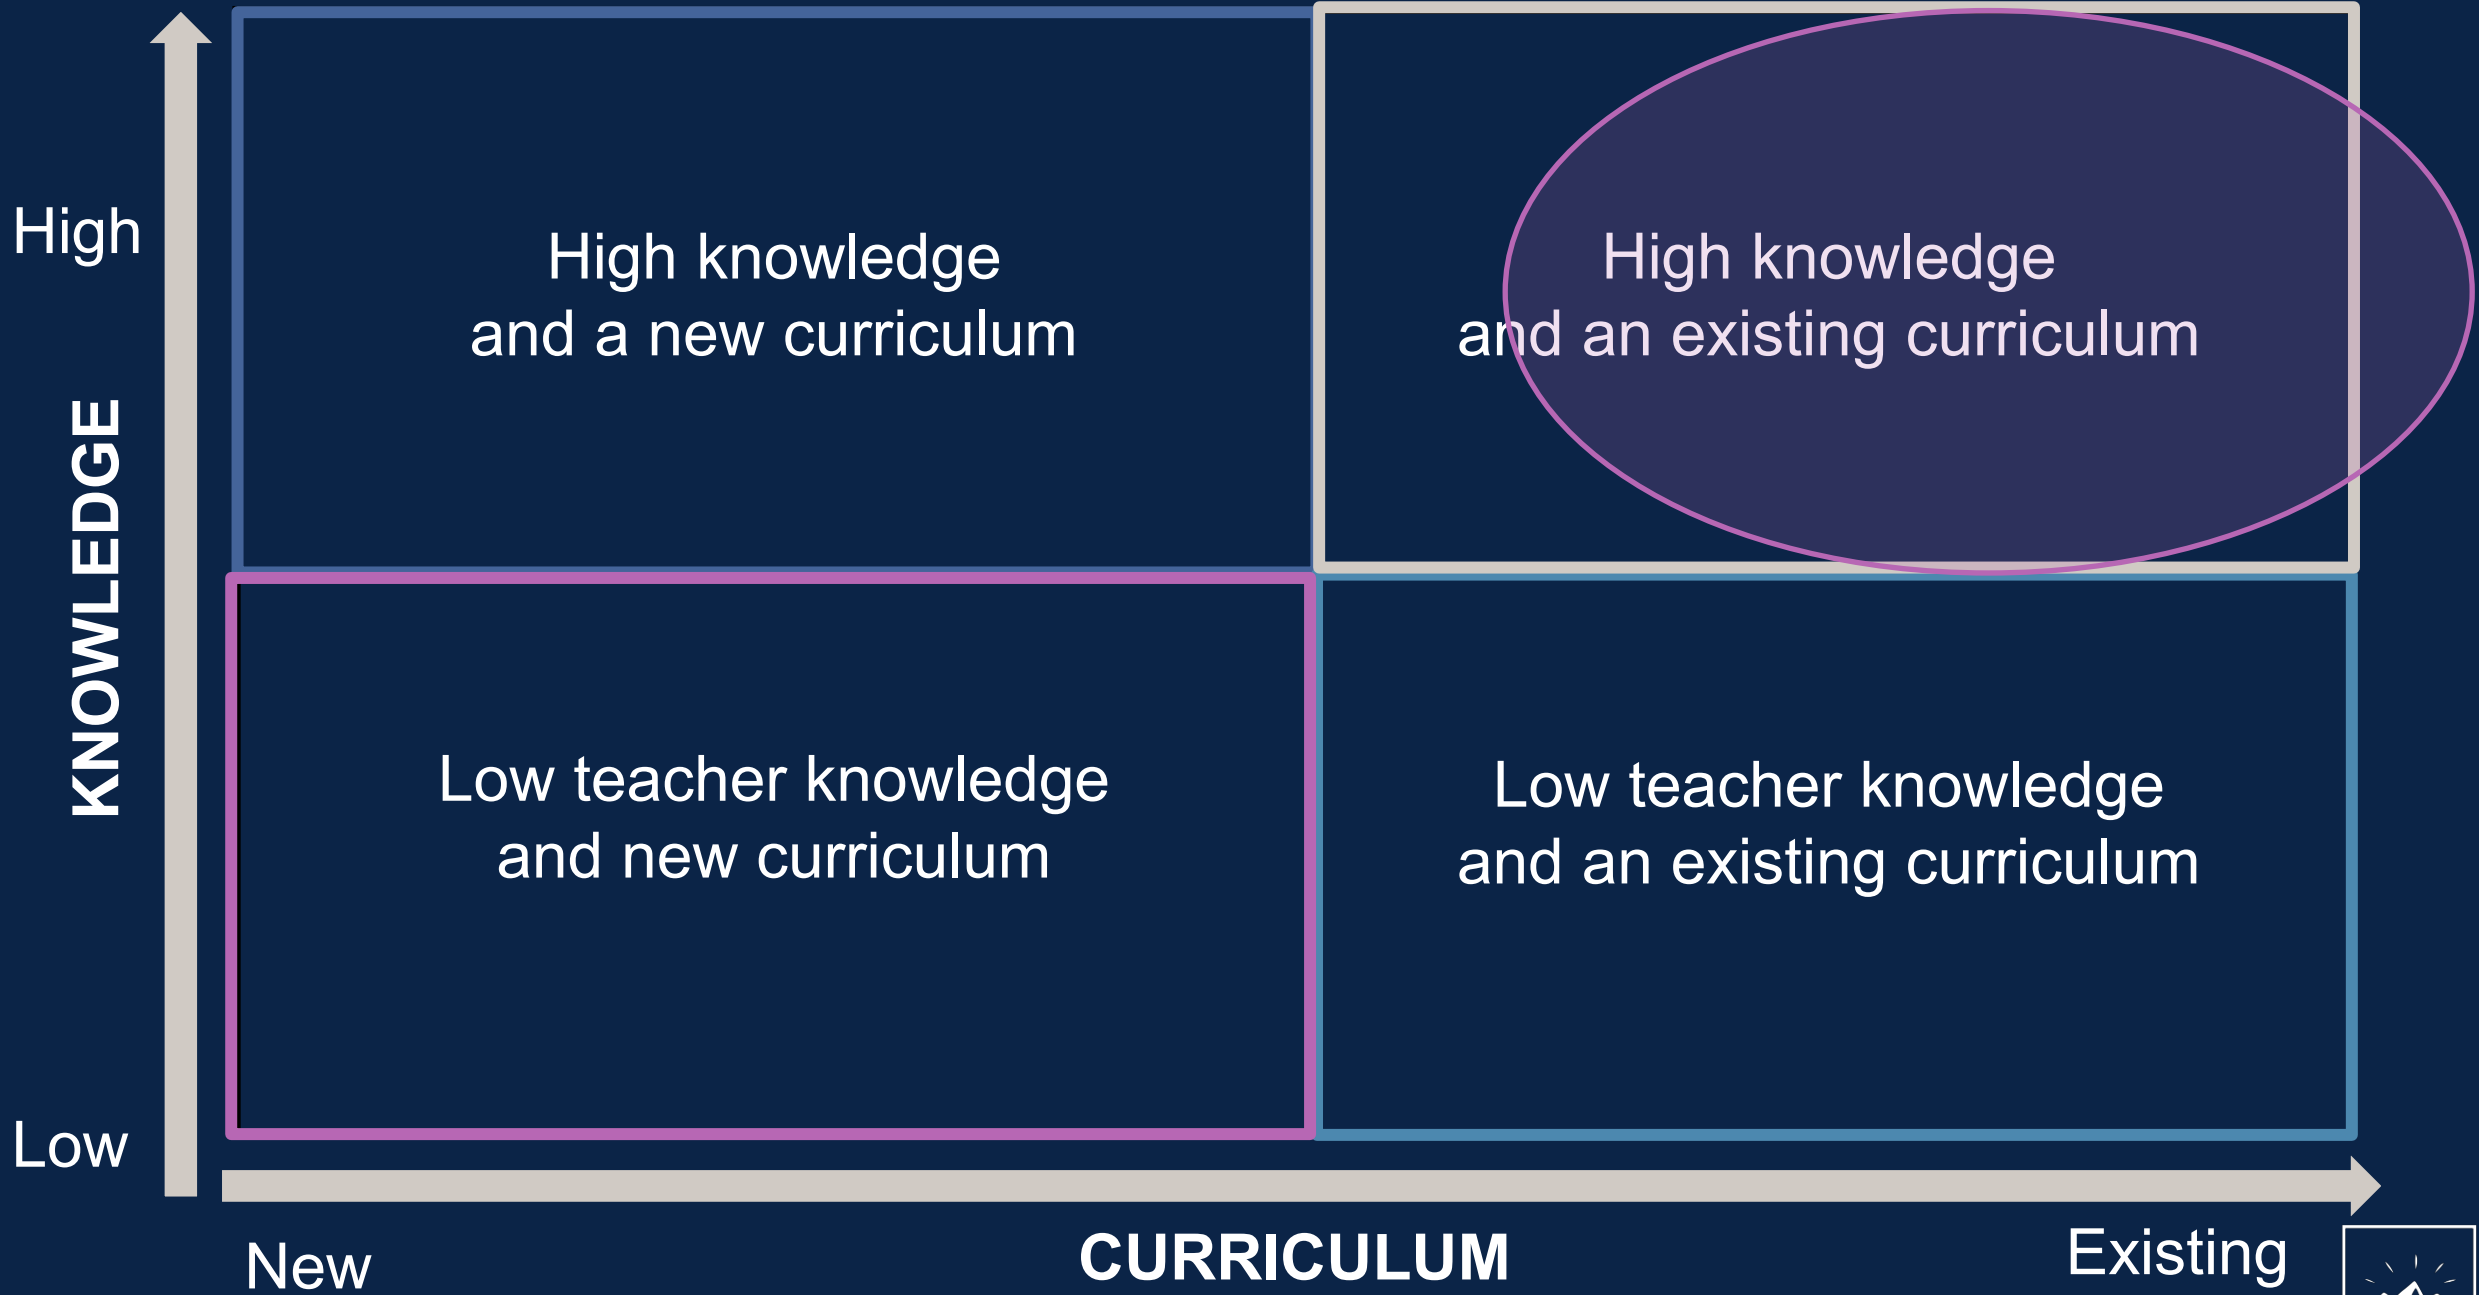 High
High knowledge
and a new curriculum
High knowledge
and an existing curriculum
KNOWLEDGE
Low teacher knowledge
and new curriculum
Low teacher knowledge
and an existing curriculum
Low
New
CURRICULUM
Existing